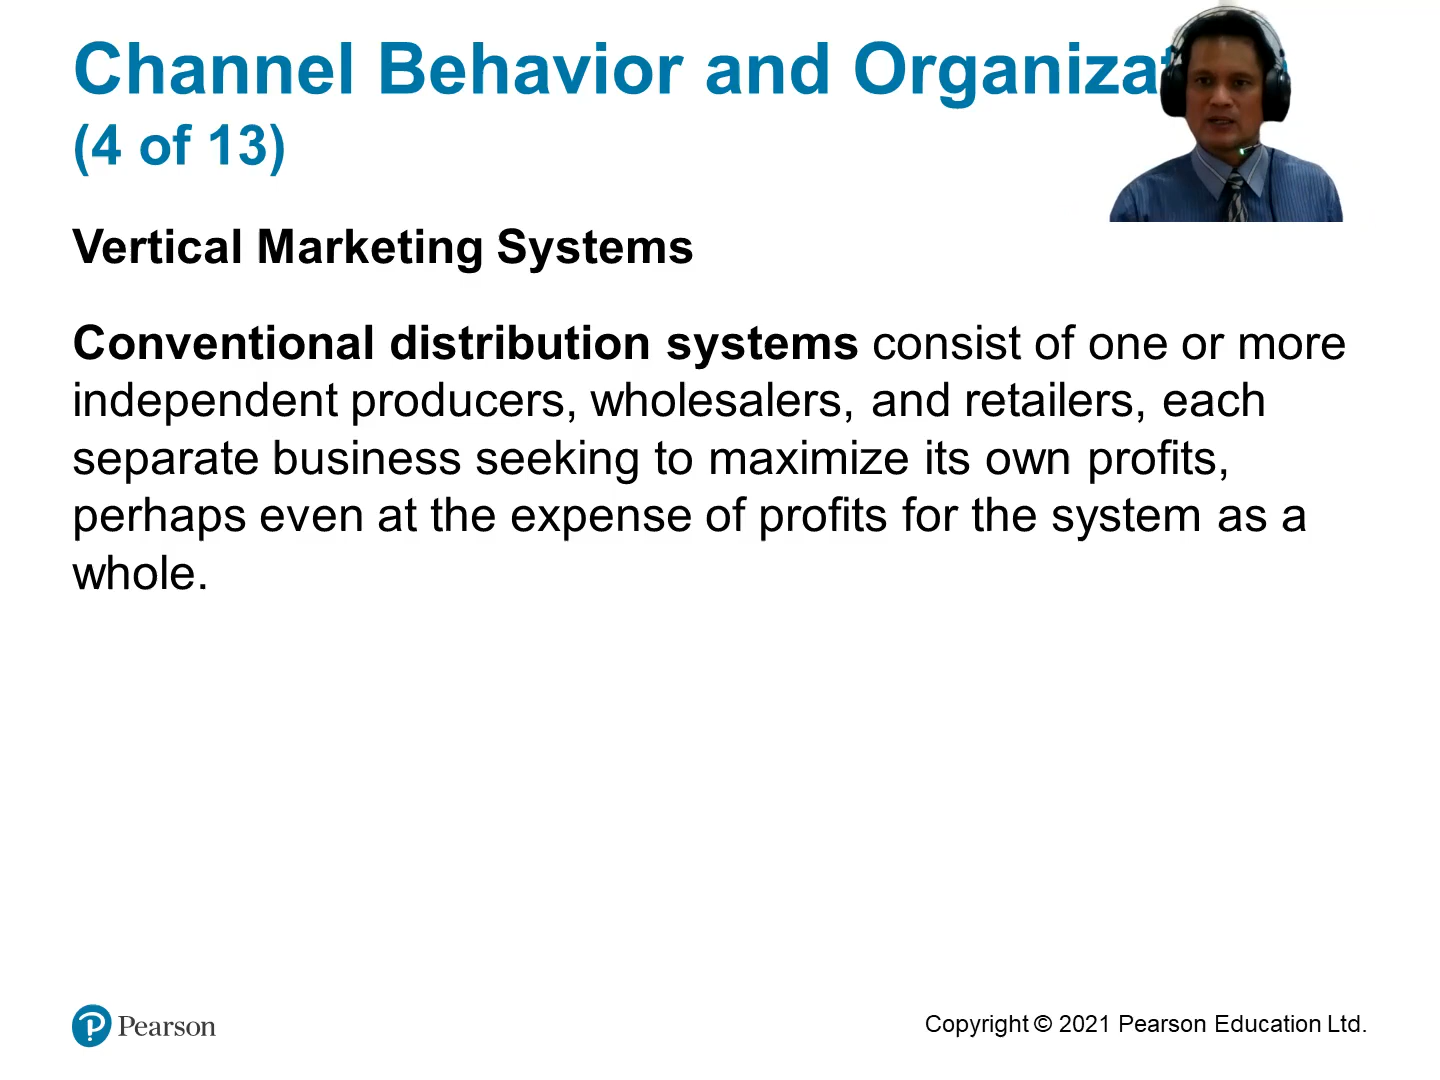 Channel Behavior and
(4 of 13)
Vertical Marketing Systems
Conventional distribution systems consist of one or more
independent producers, wholesalers, and retailers, each
separate business seeking to maximize its own profits,
perhaps even at the expense of profits for the system as a
whole.
Pearson
Copyright © 2021 Pearson Education Ltd.